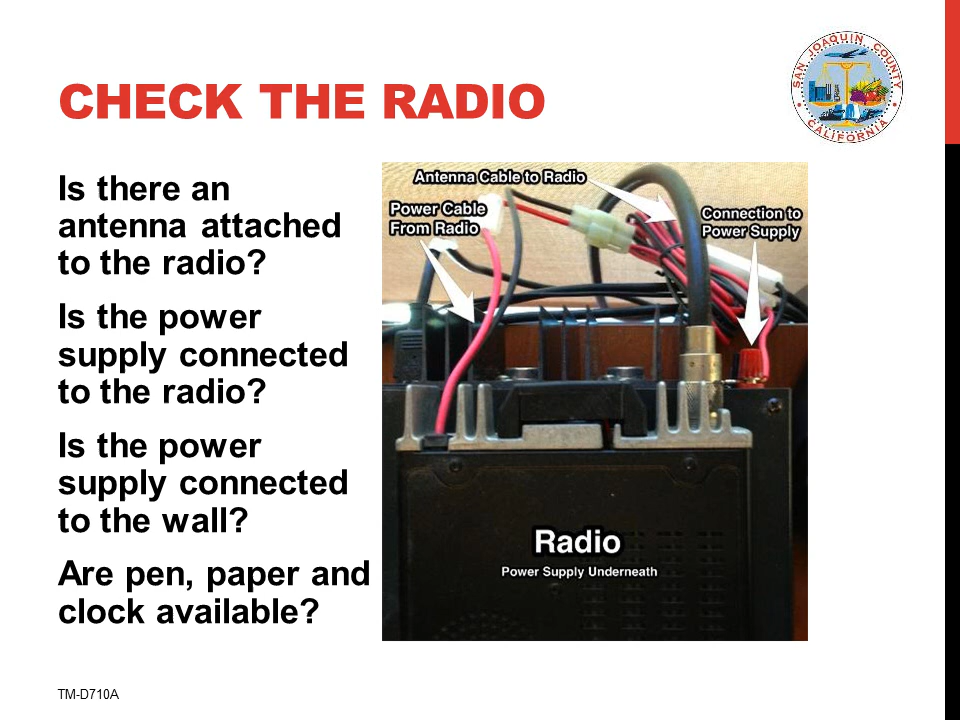 CHECK THE RADIO
SAN JOAQUIN COUNTY
CALIFORNIA
Is there an
antenna attached
to the radio?
Is the power
supply connected
to the radio?
Is the power
supply connected
to the wall?
Are pen, paper and
clock available?
Antenna Cable to Radio
Power Cable
From Radio
Connection to
Power Supply
Radio
Power Supply Underneath
TM-D710A